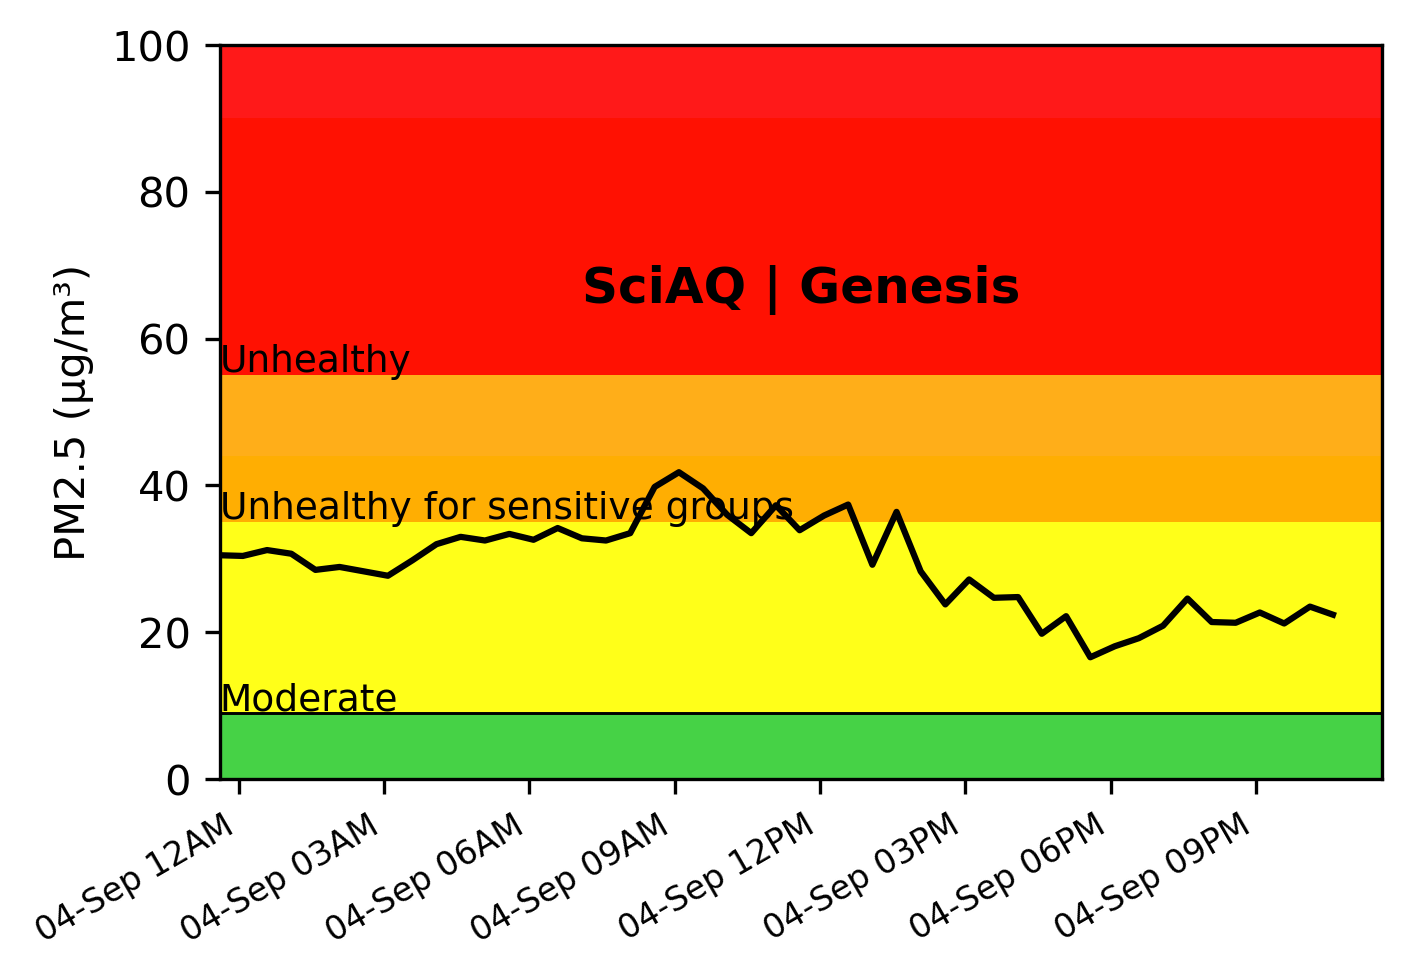 100
80
60
40
20
0
PM2.5 (µg/m³)
SciAQ | Genesis
Unhealthy
Unhealthy for sensitive groups
Moderate
04-Sep 12AM
04-Sep 03AM
04-Sep 06AM
04-Sep 09AM
04-Sep 12PM
04-Sep 03PM
04-Sep 06PM
04-Sep 09PM